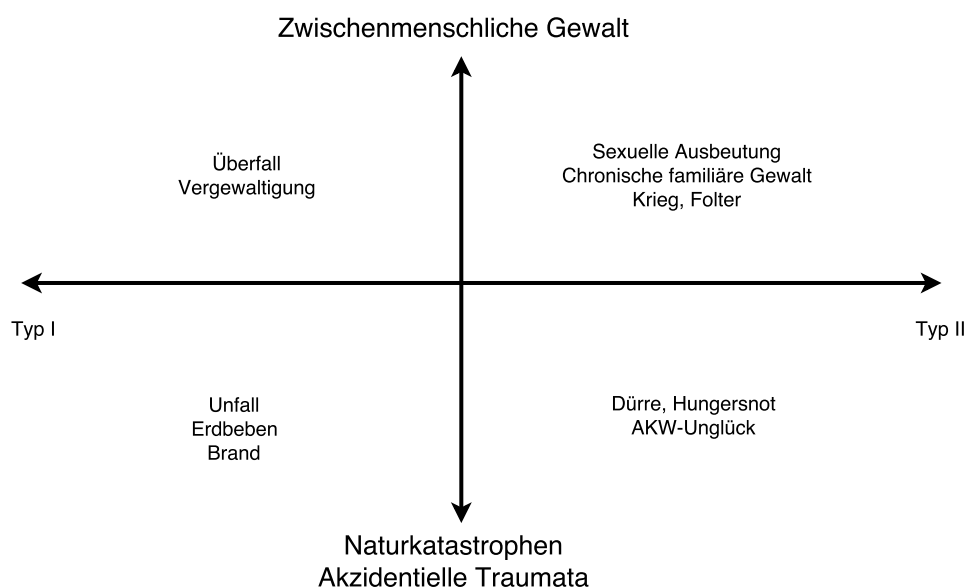 Zwischenmenschliche Gewalt
Überfall
Vergewaltigung
Sexuelle Ausbeutung
Chronische familiäre Gewalt
Krieg, Folter
Typ I
Typ II
Unfall
Erdbeben
Brand
Dürre, Hungersnot
AKW-Unglück
Naturkatastrophen
Akzidentielle Traumata